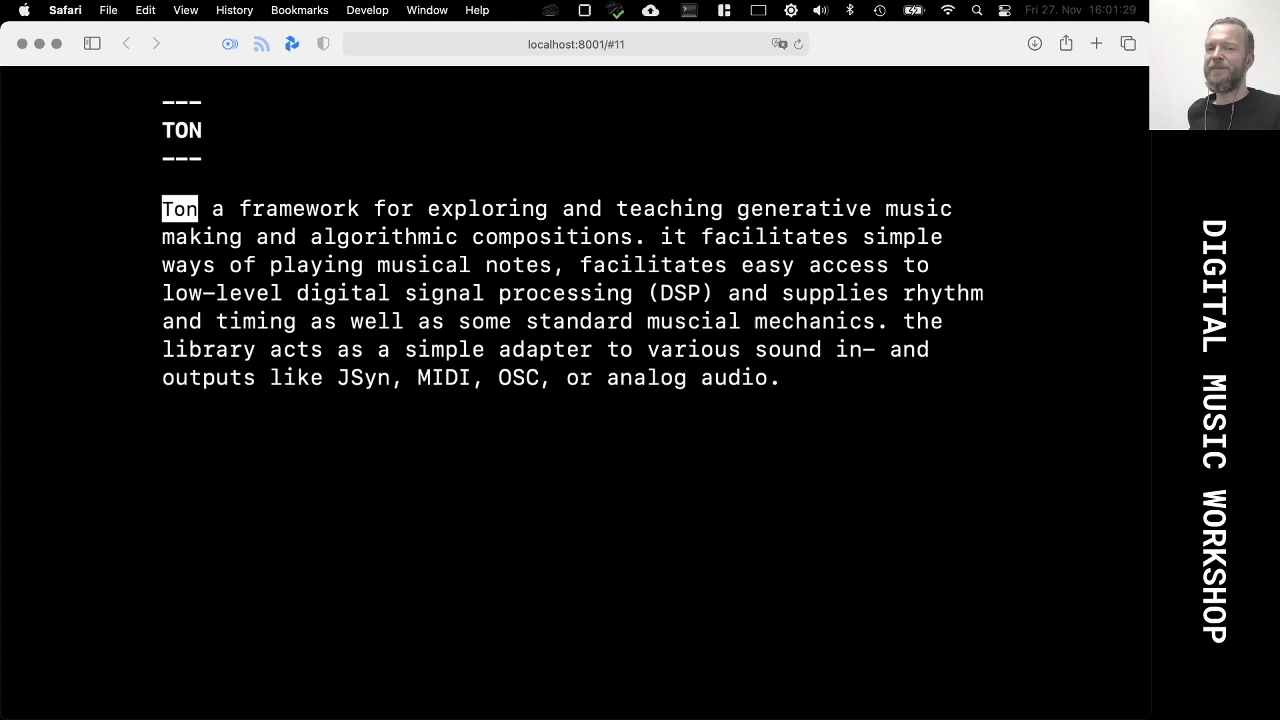 Safari File Edit View History Bookmarks Develop Window Help Fri 27. Nov 16:01:29
localhost:8001/#11
---
TON
---
Ton a framework for exploring and teaching generative music
making and algorithmic compositions. it facilitates simple
ways of playing musical notes, facilitates easy access to
low-level digital signal processing (DSP) and supplies rhythm
and timing as well as some standard muscial mechanics. the
library acts as a simple adapter to various sound in- and
outputs like JSyn, MIDI, OSC, or analog audio.
DIGITAL MUSIC WORKSHOP